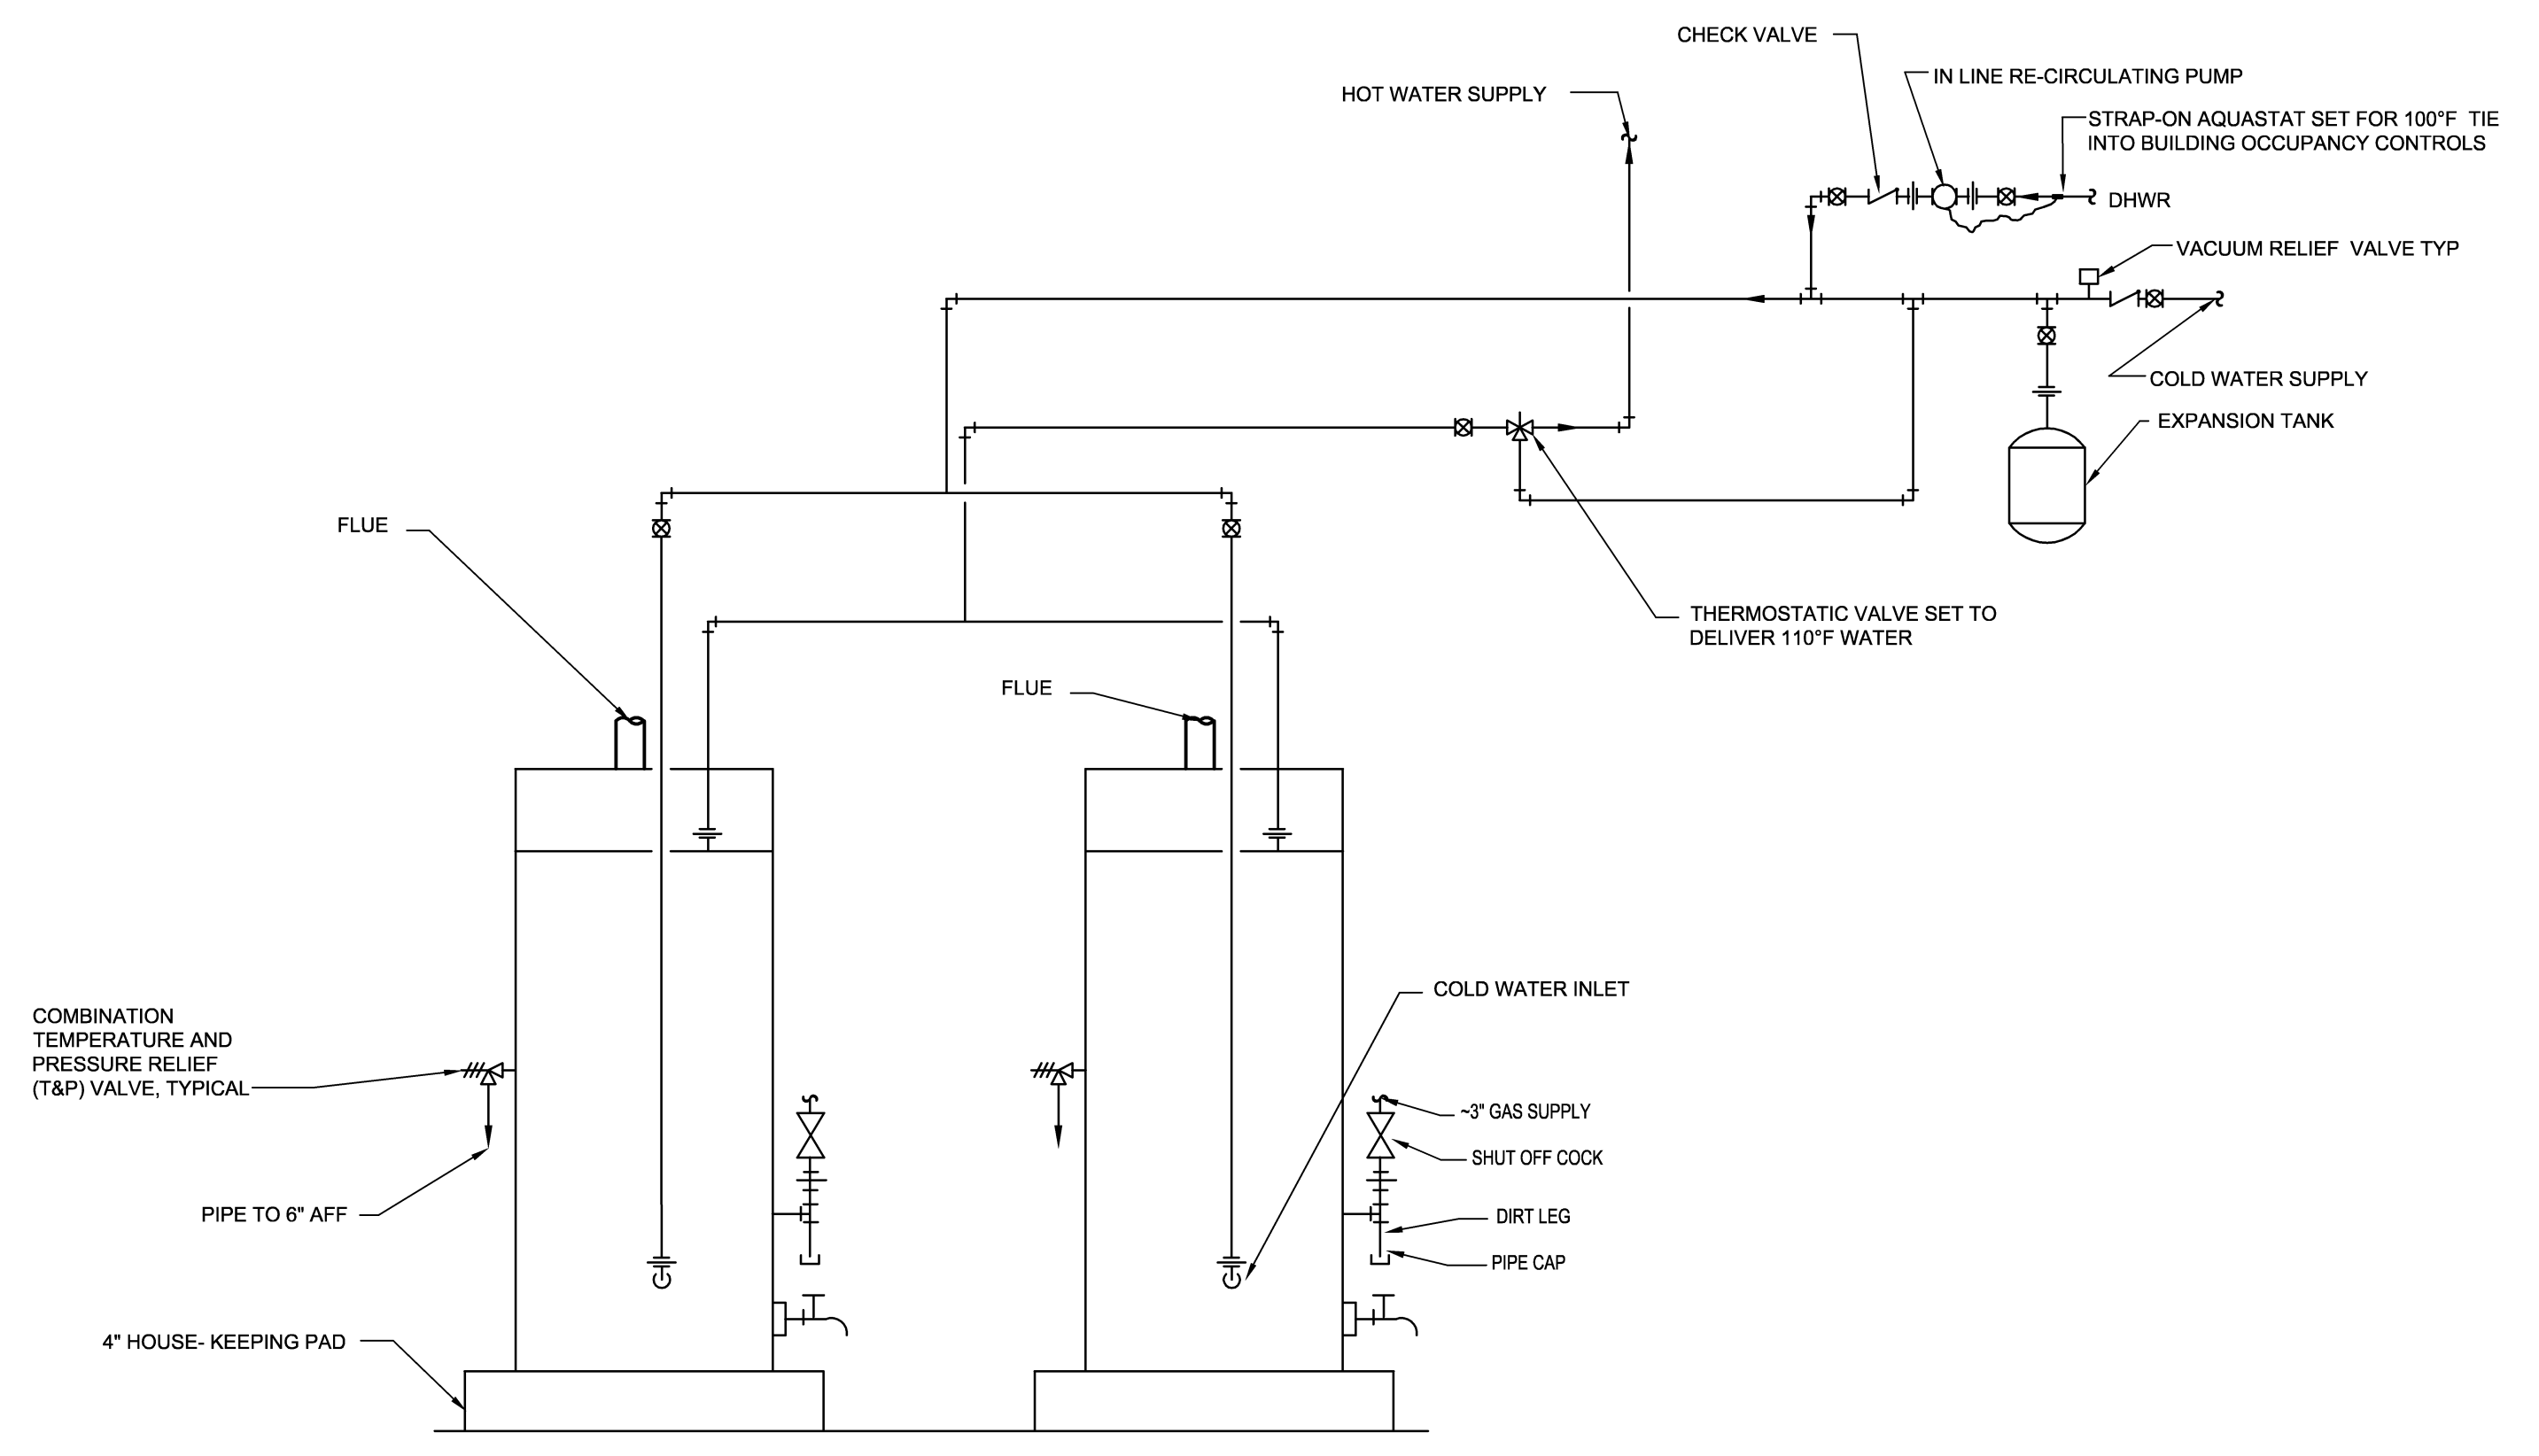 CHECK VALVE
IN LINE RE-CIRCULATING PUMP
HOT WATER SUPPLY
STRAP-ON AQUASTAT SET FOR 100°F TIE
INTO BUILDING OCCUPANCY CONTROLS
DHWR
VACUUM RELIEF VALVE TYP
COLD WATER SUPPLY
EXPANSION TANK
FLUE
THERMOSTATIC VALVE SET TO
DELIVER 110°F WATER
FLUE
COLD WATER INLET
COMBINATION
TEMPERATURE AND
PRESSURE RELIEF
(T&P) VALVE, TYPICAL
~3" GAS SUPPLY
SHUT OFF COCK
PIPE TO 6" AFF
DIRT LEG
PIPE CAP
4" HOUSE- KEEPING PAD